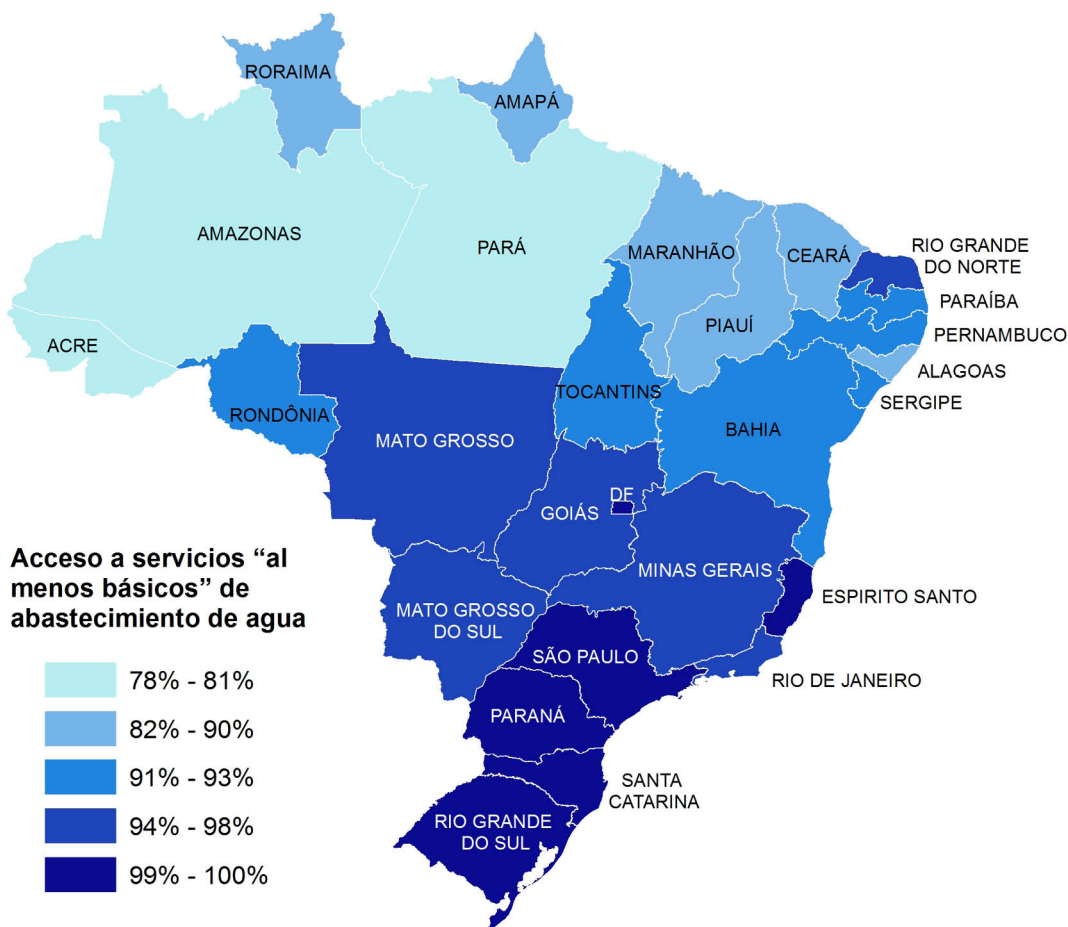 RORAIMA
AMAPÁ
AMAZONAS
PARÁ
MARANHÃO
CEARÁ
RIO GRANDE
DO NORTE
PARAÍBA
PIAUÍ
PERNAMBUCO
ACRE
ALAGOAS
TOCANTINS
SERGIPE
RONDÔNIA
BAHIA
MATO GROSSO
DF
GOIÁS
MINAS GERAIS
ESPIRITO SANTO
MATO GROSSO
DO SUL
SÃO PAULO
RIO DE JANEIRO
PARANÁ
SANTA
CATARINA
RIO GRANDE
DO SUL
Acceso a servicios “al
menos básicos” de
abastecimiento de agua
78% - 81%
82% - 90%
91% - 93%
94% - 98%
99% - 100%